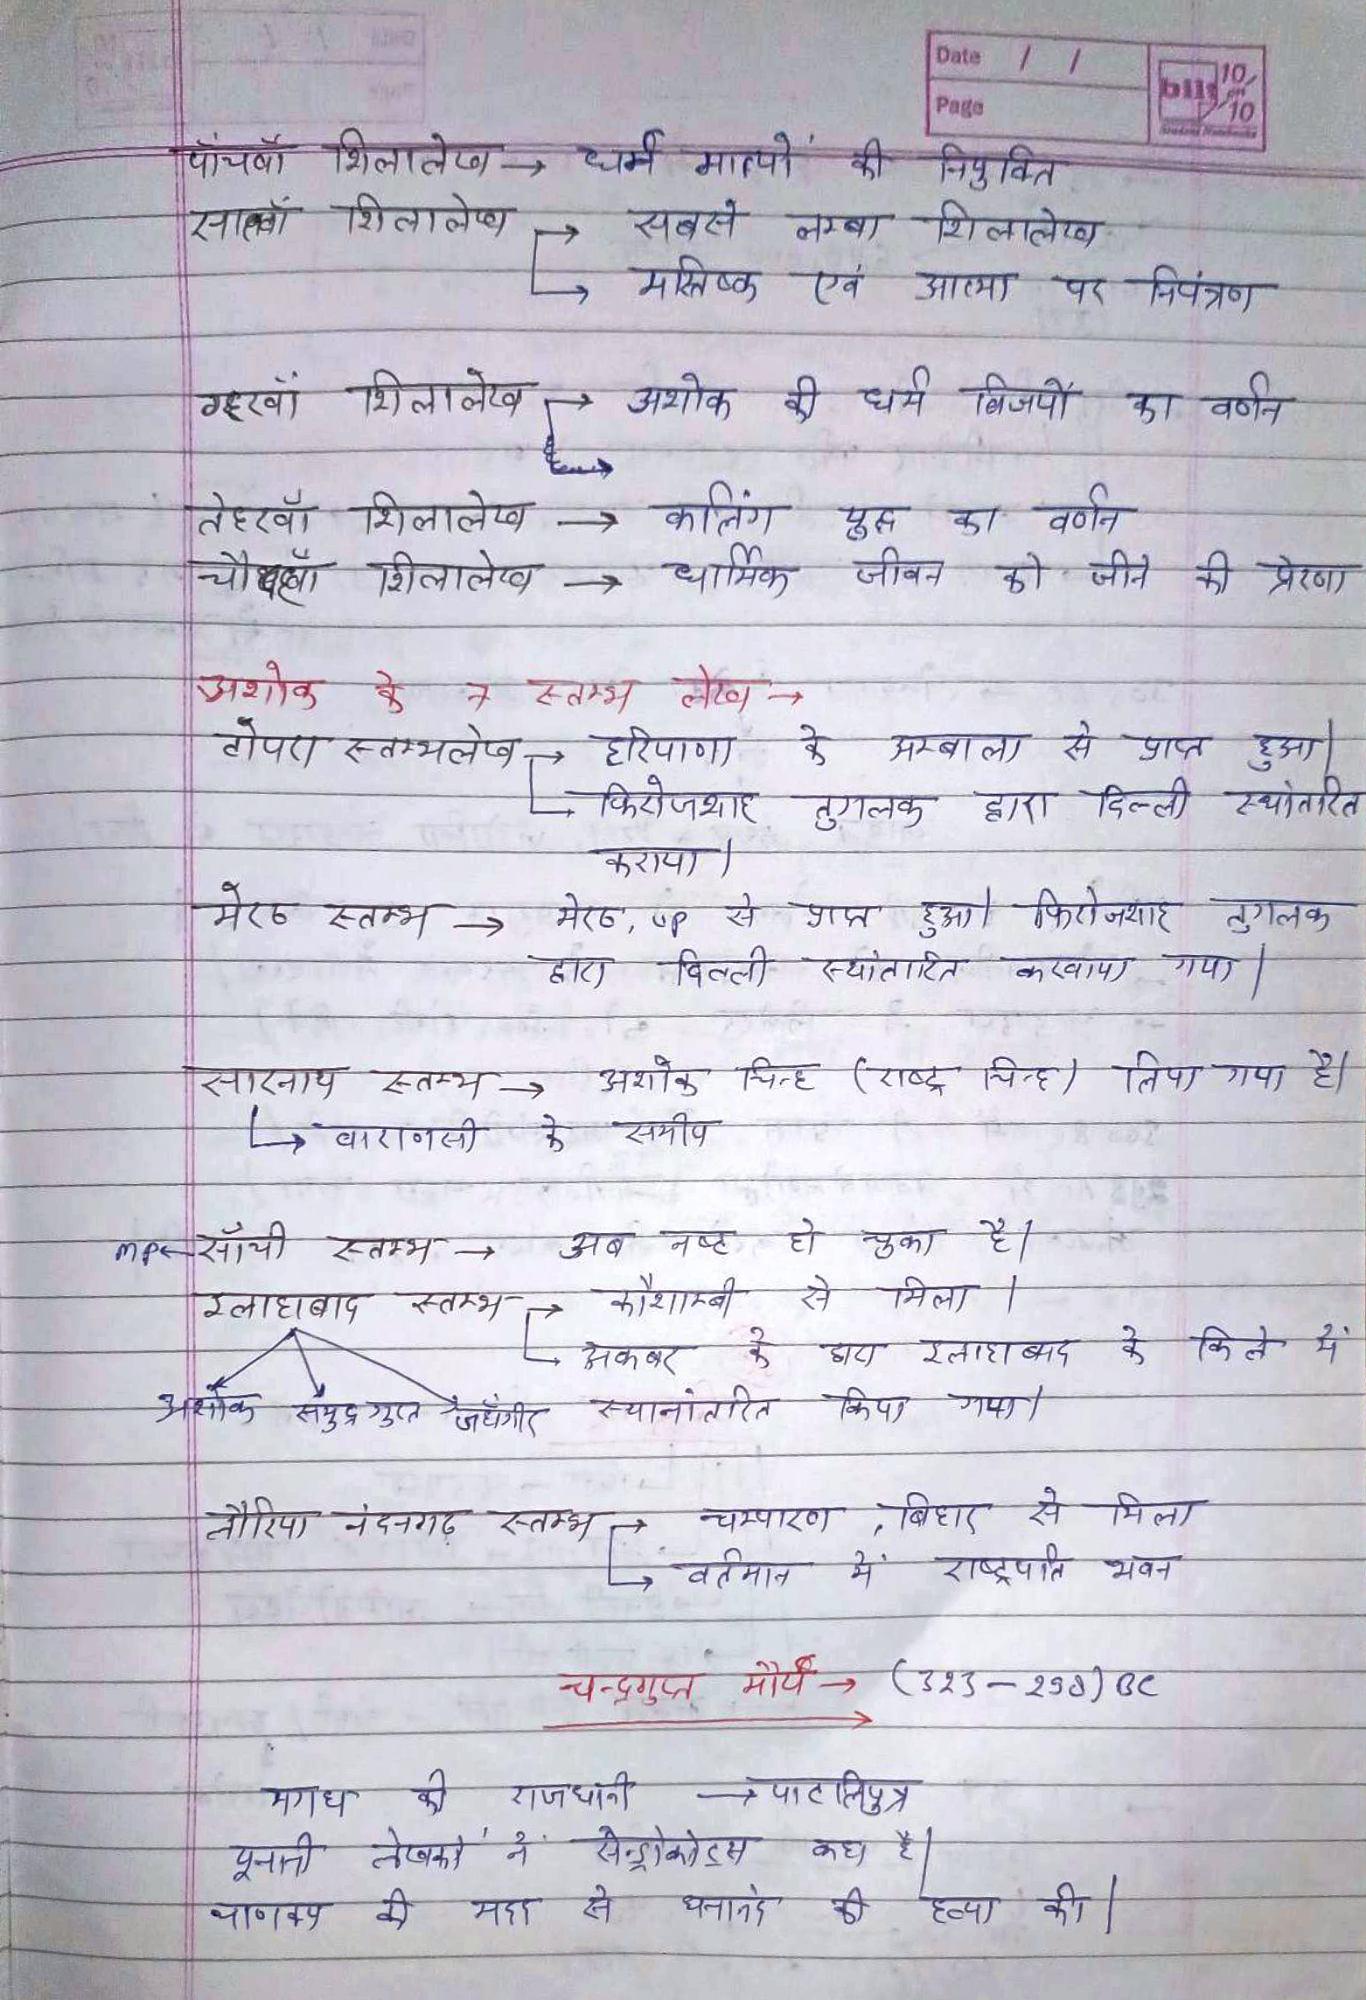 Date / /
Page
bilt 10 on 10
पाँचवाँ शिलालेख → धर्म मात्यों की नियुक्ति
सातवाँ शिलालेख → सबसे लम्बा शिलालेख
→ मस्तिष्क एवं आत्मा पर नियंत्रण
शिलालेख → अशोक की धर्म विजयों का वर्णन
तेहरवाँ शिलालेख → कलिंग युद्ध का वर्णन
चौदहवाँ शिलालेख → धार्मिक जीवन को जीने की प्रेरणा
अशोक के 7 स्तम्भ लेख →
टोपरा स्तम्भलेख → हरियाणा के अम्बाला से प्राप्त हुआ।
→ फिरोजशाह तुगलक द्वारा दिल्ली स्थांतरित
कराया।
मेरठ स्तम्भ → मेरठ, UP से प्राप्त हुआ। फिरोजशाह तुगलक
द्वारा दिल्ली स्थांतारित करवाया गया।
सारनाथ स्तम्भ → अशोक चिन्ह (राष्ट्र चिन्ह) लिया गया है।
→ वाराणसी के समीप
MP ← साँची स्तम्भ → अब नष्ट हो चुका है।
इलाहाबाद स्तम्भ → कौशाम्बी से मिला।
→ अकबर के द्वारा इलाहाबाद के किले में
अशोक समुद्रगुप्त जहाँगीर स्थानांतरित किया गया।
लौरिया नंदनगढ़ स्तम्भ → चम्पारण, बिहार से मिला
→ वर्तमान में राष्ट्रपति भवन
चन्द्रगुप्त मौर्य → (323-298) BC
मगध की राजधानी → पाटलिपुत्र
यूनानी लेखकों ने सेन्ड्रोकोट्स कहा है।
चाणक्य की मदद से धनानंद की हत्या की।